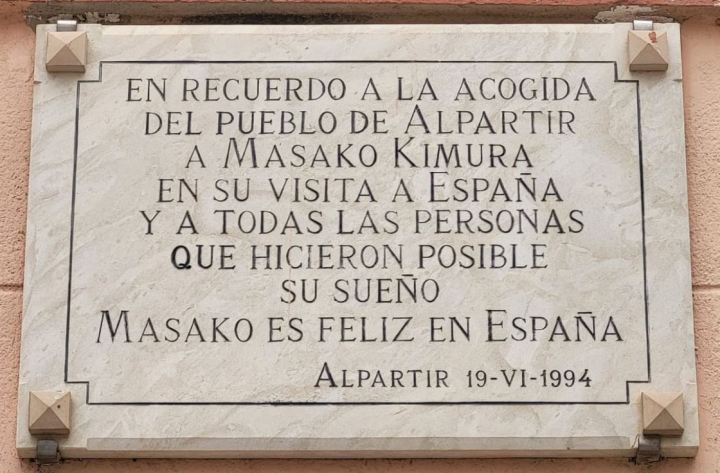 EN RECUERDO A LA ACOGIDA
DEL PUEBLO DE ALPARTIR
A MASAKO KIMURA
EN SU VISITA A ESPAÑA
Y A TODAS LAS PERSONAS
QUE HICIERON POSIBLE
SU SUEÑO
MASAKO ES FELIZ EN ESPAÑA
ALPARTIR 19-VI-1994